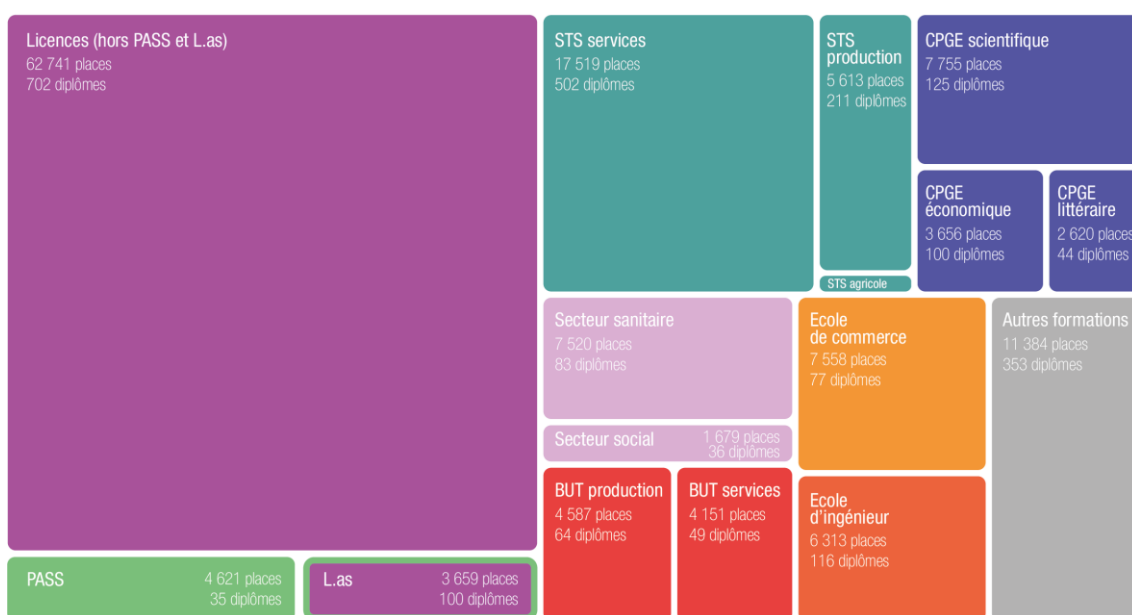 Licences (hors PASS et L.as)
62 741 places
702 diplômes
STS services
17 519 places
502 diplômes
STS
production
5 613 places
211 diplômes
STS agricole
CPGE scientifique
7 755 places
125 diplômes
CPGE
économique
3 656 places
100 diplômes
CPGE
littéraire
2 620 places
44 diplômes
Secteur sanitaire
7 520 places
83 diplômes
Secteur social
1 679 places
36 diplômes
Ecole
de commerce
7 558 places
77 diplômes
Autres formations
11 384 places
353 diplômes
BUT production
4 587 places
64 diplômes
BUT services
4 151 places
49 diplômes
Ecole
d'ingénieur
6 313 places
116 diplômes
PASS
4 621 places
35 diplômes
L.as
3 659 places
100 diplômes